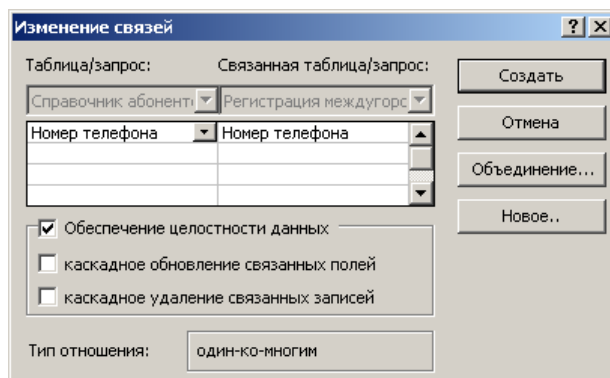 Изменение связей
Таблица/запрос: Связанная таблица/запрос:
Справочник абонент Регистрация междугорс
Номер телефона Номер телефона
Обеспечение целостности данных
каскадное обновление связанных полей
каскадное удаление связанных записей
Тип отношения: один-ко-многим
Создать
Отмена
Объединение...
Новое..